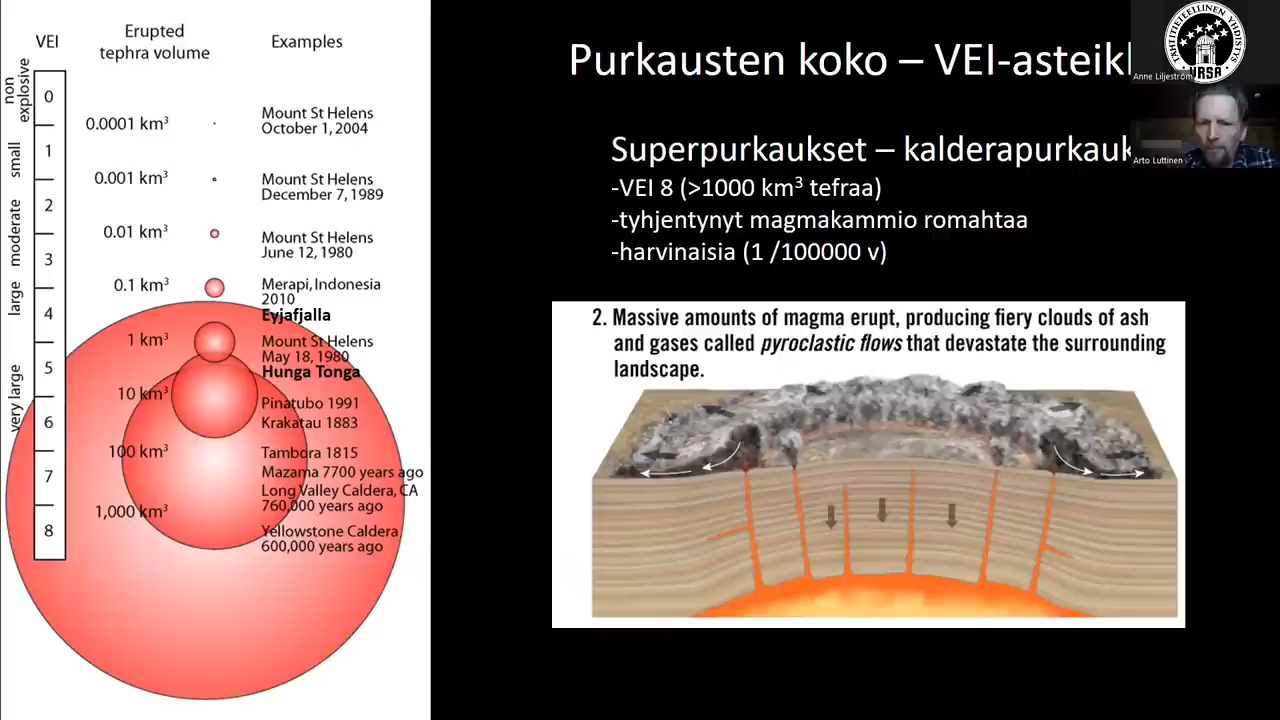 VEI
Erupted
tephra volume
Examples
non
explosive
0
0.0001 km³
Mount St Helens
October 1, 2004
small
1
0.001 km³
Mount St Helens
December 7, 1989
moderate
2
0.01 km³
Mount St Helens
June 12, 1980
3
0.1 km³
Merapi, Indonesia
2010
large
4
Eyjafjalla
1 km³
Mount St Helens
May 18, 1980
very large
5
Hunga Tonga
10 km³
Pinatubo 1991
6
Krakatau 1883
100 km³
Tambora 1815
7
Mazama 7700 years ago
Long Valley Caldera, CA
760,000 years ago
1,000 km³
8
Yellowstone Caldera
600,000 years ago
Purkausten koko – VEI-asteikk
Superpurkaukset – kalderapurkauk
-VEI 8 (>1000 km³ tefraa)
-tyhjentynyt magmakammio romahtaa
-harvinaisia (1 /100000 v)
2. Massive amounts of magma erupt, producing fiery clouds of ash
and gases called pyroclastic flows that devastate the surrounding
landscape.
TÄHTITIETEELLINEN YHDISTYS
URSA
Anne Liljeström
Arto Luttinen